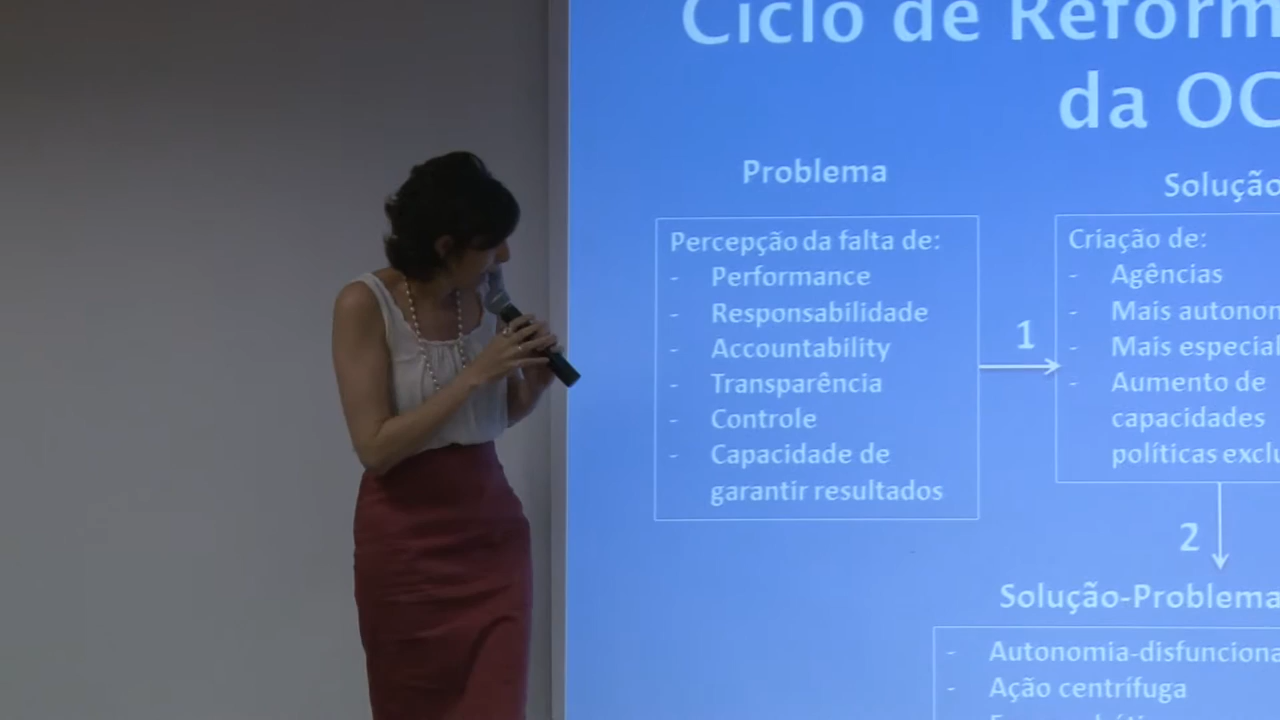 Ciclo de Reform
da OC
Problema
Percepção da falta de:
- Performance
- Responsabilidade
- Accountability
- Transparência
- Controle
- Capacidade de
garantir resultados
1
Solução
Criação de:
- Agências
- Mais autonom
- Mais especial
- Aumento de
capacidades
políticas exclu
2
Solução-Problema
- Autonomia-disfunciona
- Ação centrífuga